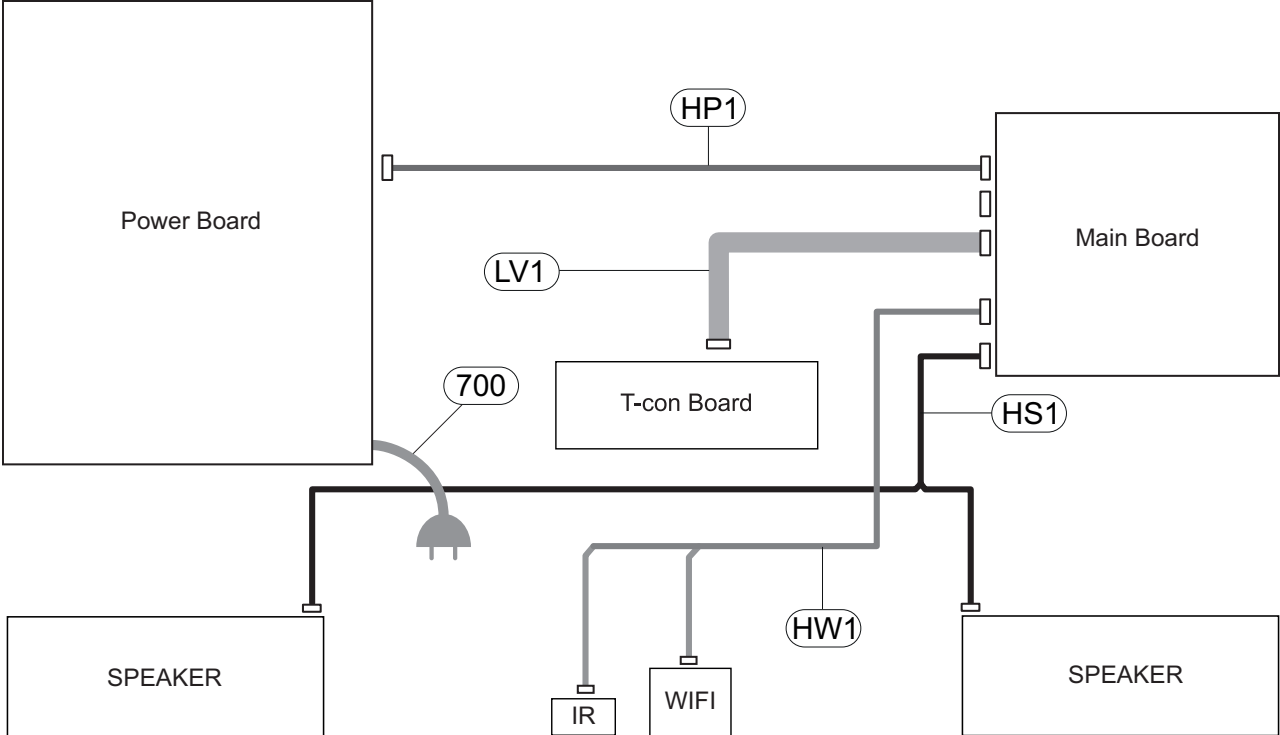 HP1
Power Board
Main Board
LV1
700
T-con Board
HS1
HW1
SPEAKER
SPEAKER
WIFI
IR